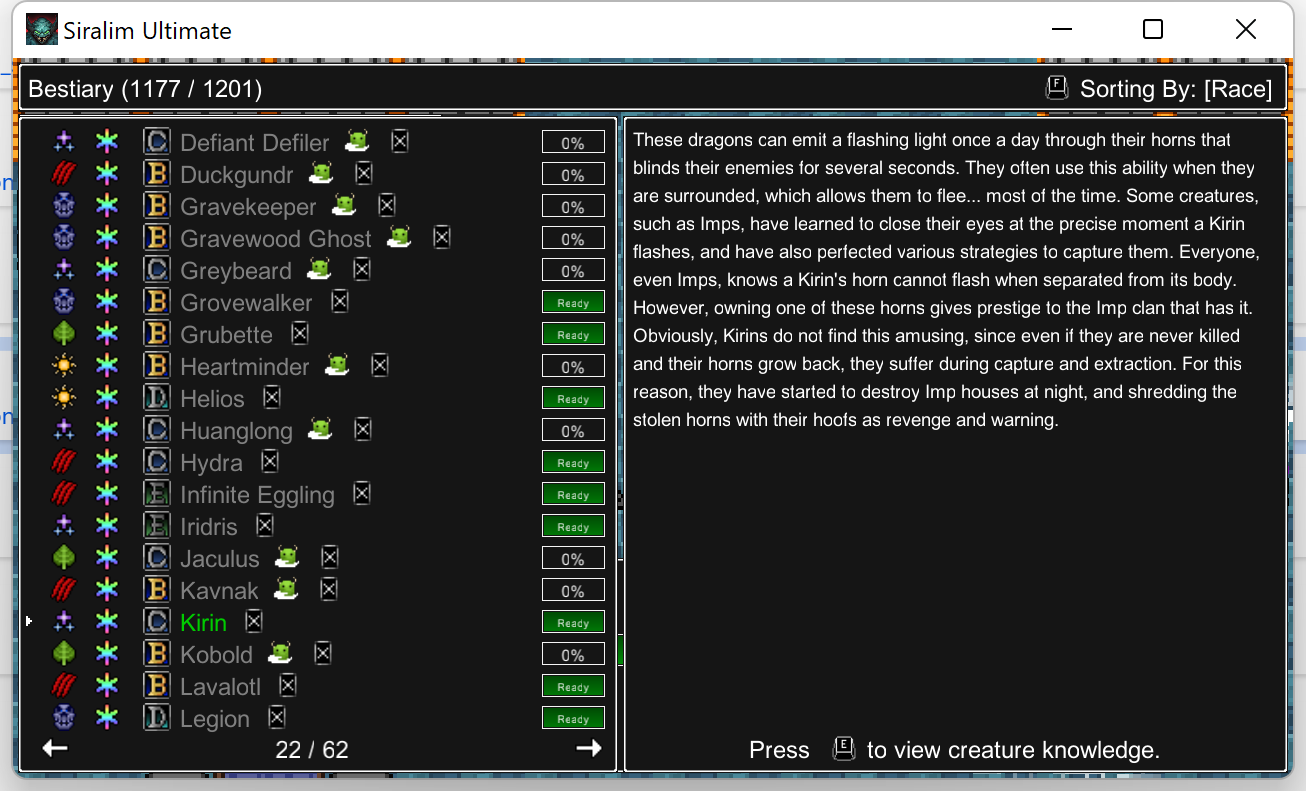 Siralim Ultimate
Bestiary (1177 / 1201)
F Sorting By: [Race]
C Defiant Defiler 0%
B Duckgundr 0%
B Gravekeeper 0%
B Gravewood Ghost 0%
C Greybeard 0%
B Grovewalker Ready
B Grubette Ready
B Heartminder 0%
D Helios Ready
C Huanglong 0%
C Hydra Ready
E Infinite Eggling Ready
E Iridris Ready
C Jaculus 0%
B Kavnak 0%
C Kirin Ready
B Kobold 0%
B Lavalotl Ready
D Legion Ready
22 / 62
These dragons can emit a flashing light once a day through their horns that
blinds their enemies for several seconds. They often use this ability when they
are surrounded, which allows them to flee... most of the time. Some creatures,
such as Imps, have learned to close their eyes at the precise moment a Kirin
flashes, and have also perfected various strategies to capture them. Everyone,
even Imps, knows a Kirin's horn cannot flash when separated from its body.
However, owning one of these horns gives prestige to the Imp clan that has it.
Obviously, Kirins do not find this amusing, since even if they are never killed
and their horns grow back, they suffer during capture and extraction. For this
reason, they have started to destroy Imp houses at night, and shredding the
stolen horns with their hoofs as revenge and warning.
Press E to view creature knowledge.